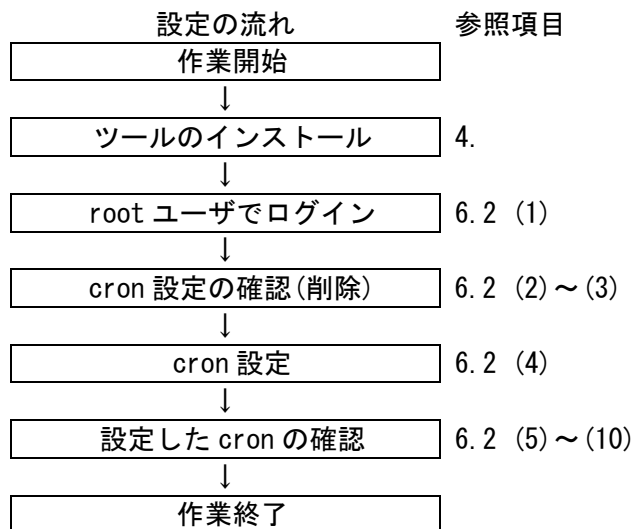 設定の流れ 参照項目
作業開始
↓
ツールのインストール 4.
↓
root ユーザでログイン 6.2 (1)
↓
cron 設定の確認(削除) 6.2 (2)～(3)
↓
cron 設定 6.2 (4)
↓
設定した cron の確認 6.2 (5)～(10)
↓
作業終了